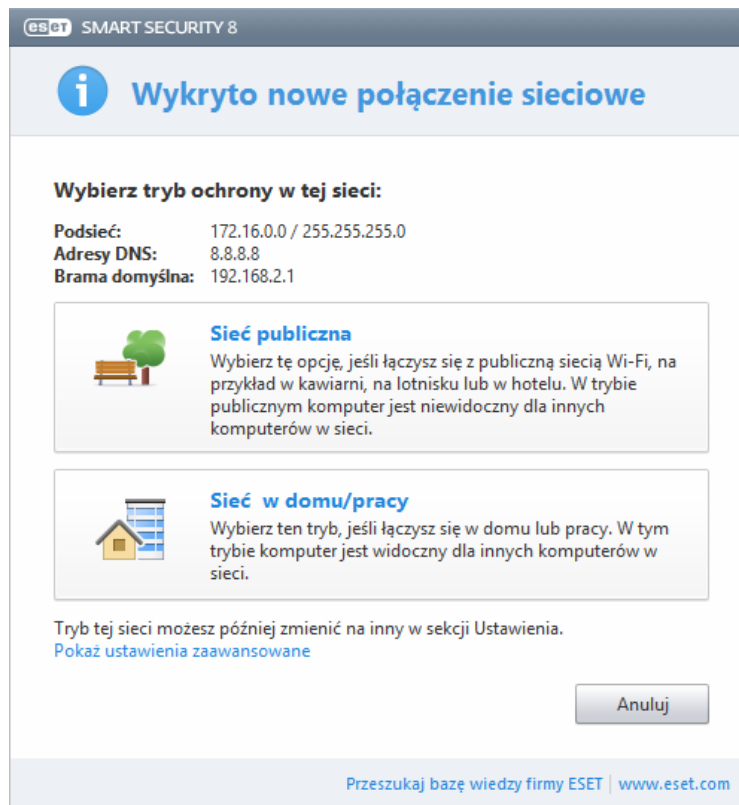 eset SMART SECURITY 8
Wykryto nowe połączenie sieciowe
Wybierz tryb ochrony w tej sieci:
Podsieć: 172.16.0.0 / 255.255.255.0
Adresy DNS: 8.8.8.8
Brama domyślna: 192.168.2.1
Sieć publiczna
Wybierz tę opcję, jeśli łączysz się z publiczną siecią Wi-Fi, na
przykład w kawiarni, na lotnisku lub w hotelu. W trybie
publicznym komputer jest niewidoczny dla innych
komputerów w sieci.
Sieć w domu/pracy
Wybierz ten tryb, jeśli łączysz się w domu lub pracy. W tym
trybie komputer jest widoczny dla innych komputerów w
sieci.
Tryb tej sieci możesz później zmienić na inny w sekcji Ustawienia.
Pokaż ustawienia zaawansowane
Anuluj
Przeszukaj bazę wiedzy firmy ESET | www.eset.com